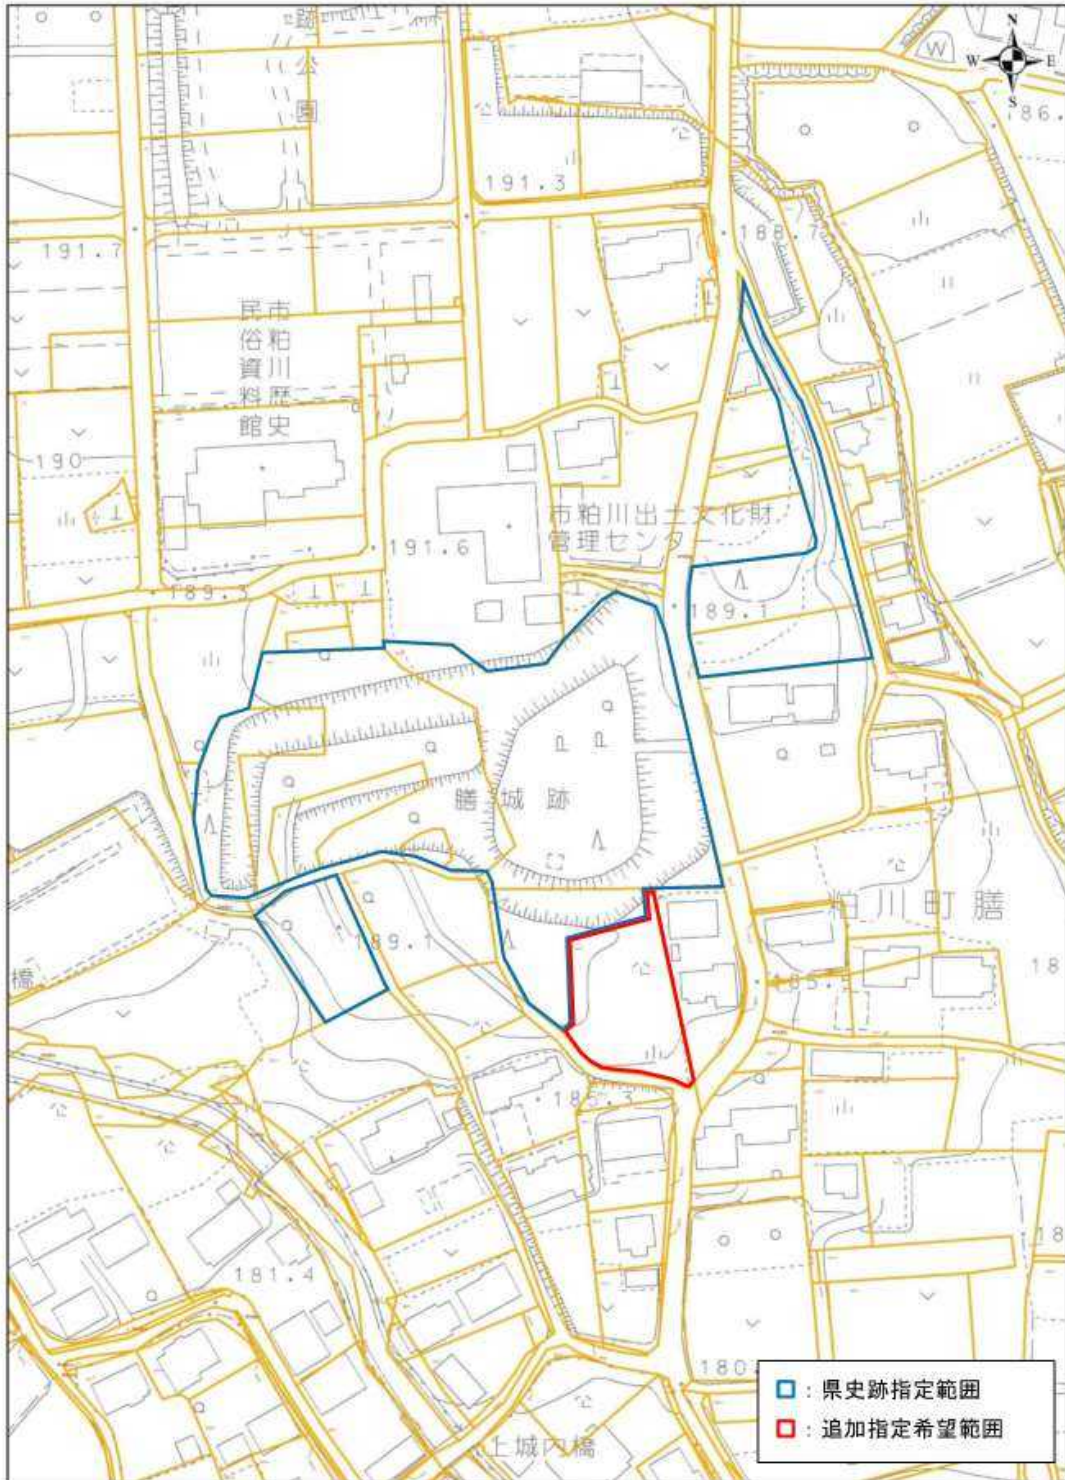 跡公園
N
W
W
E
S
186.
191.3
188.7
191.7
市粕川歴史
民俗資料館
190
市粕川出土文化財
管理センター
191.6
189.3
189.1
膳城跡
粕川町膳
189.1
橋
18
185.3
181.4
18
180.
上城内橋
：県史跡指定範囲
：追加指定希望範囲